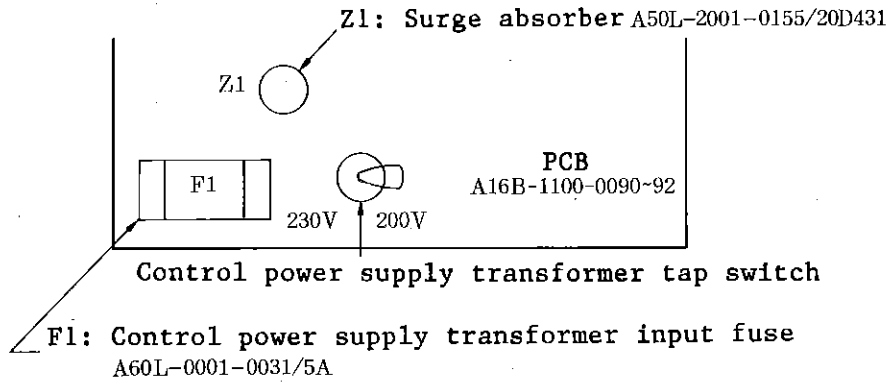 Z1: Surge absorber A50L-2001-0155/20D431
Z1
F1
PCB
A16B-1100-0090~92
230V 200V
Control power supply transformer tap switch
F1: Control power supply transformer input fuse
A60L-0001-0031/5A